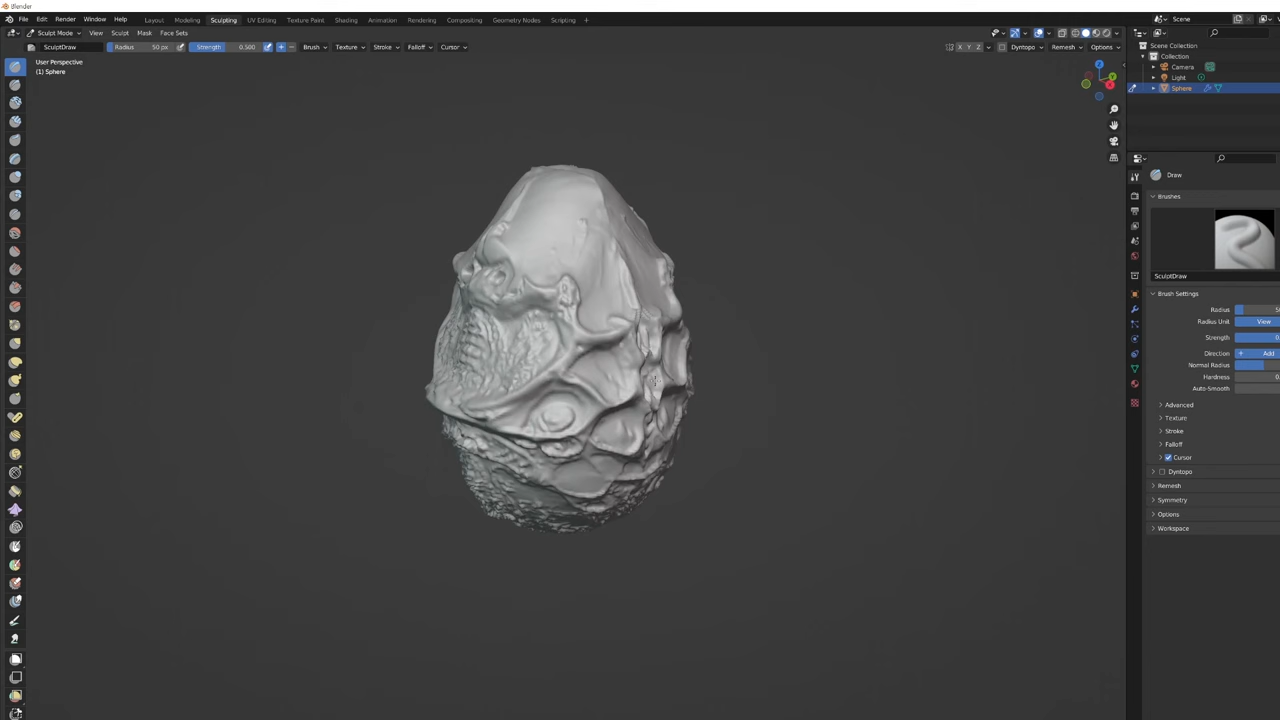 Blender
File Edit Render Window Help Layout Modeling Sculpting UV Editing Texture Paint Shading Animation Rendering Compositing Geometry Nodes Scripting + Scene
Sculpt Mode View Sculpt Mask Face Sets
SculptDraw Radius 50 px Strength 0.500 Brush Texture Stroke Falloff Cursor X Y Z Dyntopo Remesh Options
User Perspective
(1) Sphere
Scene Collection
Collection
Camera
Light
Sphere
Draw
Brushes
SculptDraw
Brush Settings
Radius
Radius Unit View
Strength
Direction + Add
Normal Radius
Hardness
Auto-Smooth
Advanced
Texture
Stroke
Falloff
Cursor
Dyntopo
Remesh
Symmetry
Options
Workspace